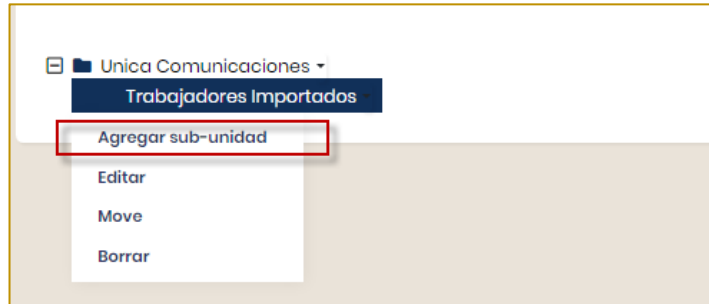 Unica Comunicaciones
Trabajadores Importados
Agregar sub-unidad
Editar
Move
Borrar